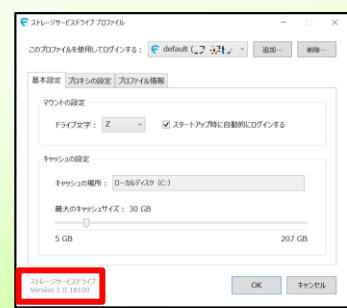 ストレージサービスドライブ プロファイル
このプロファイルを使用してログインする： default (
追加…
削除…
基本設定 プロキシの設定 プロファイル情報
マウントの設定
ドライブ文字： Z
スタートアップ時に自動的にログインする
キャッシュの設定
キャッシュの場所： ローカルディスク (C:)
最大のキャッシュサイズ： 30 GB
5 GB 207 GB
ストレージサービスドライブ
Version 1.0.18100
OK キャンセル